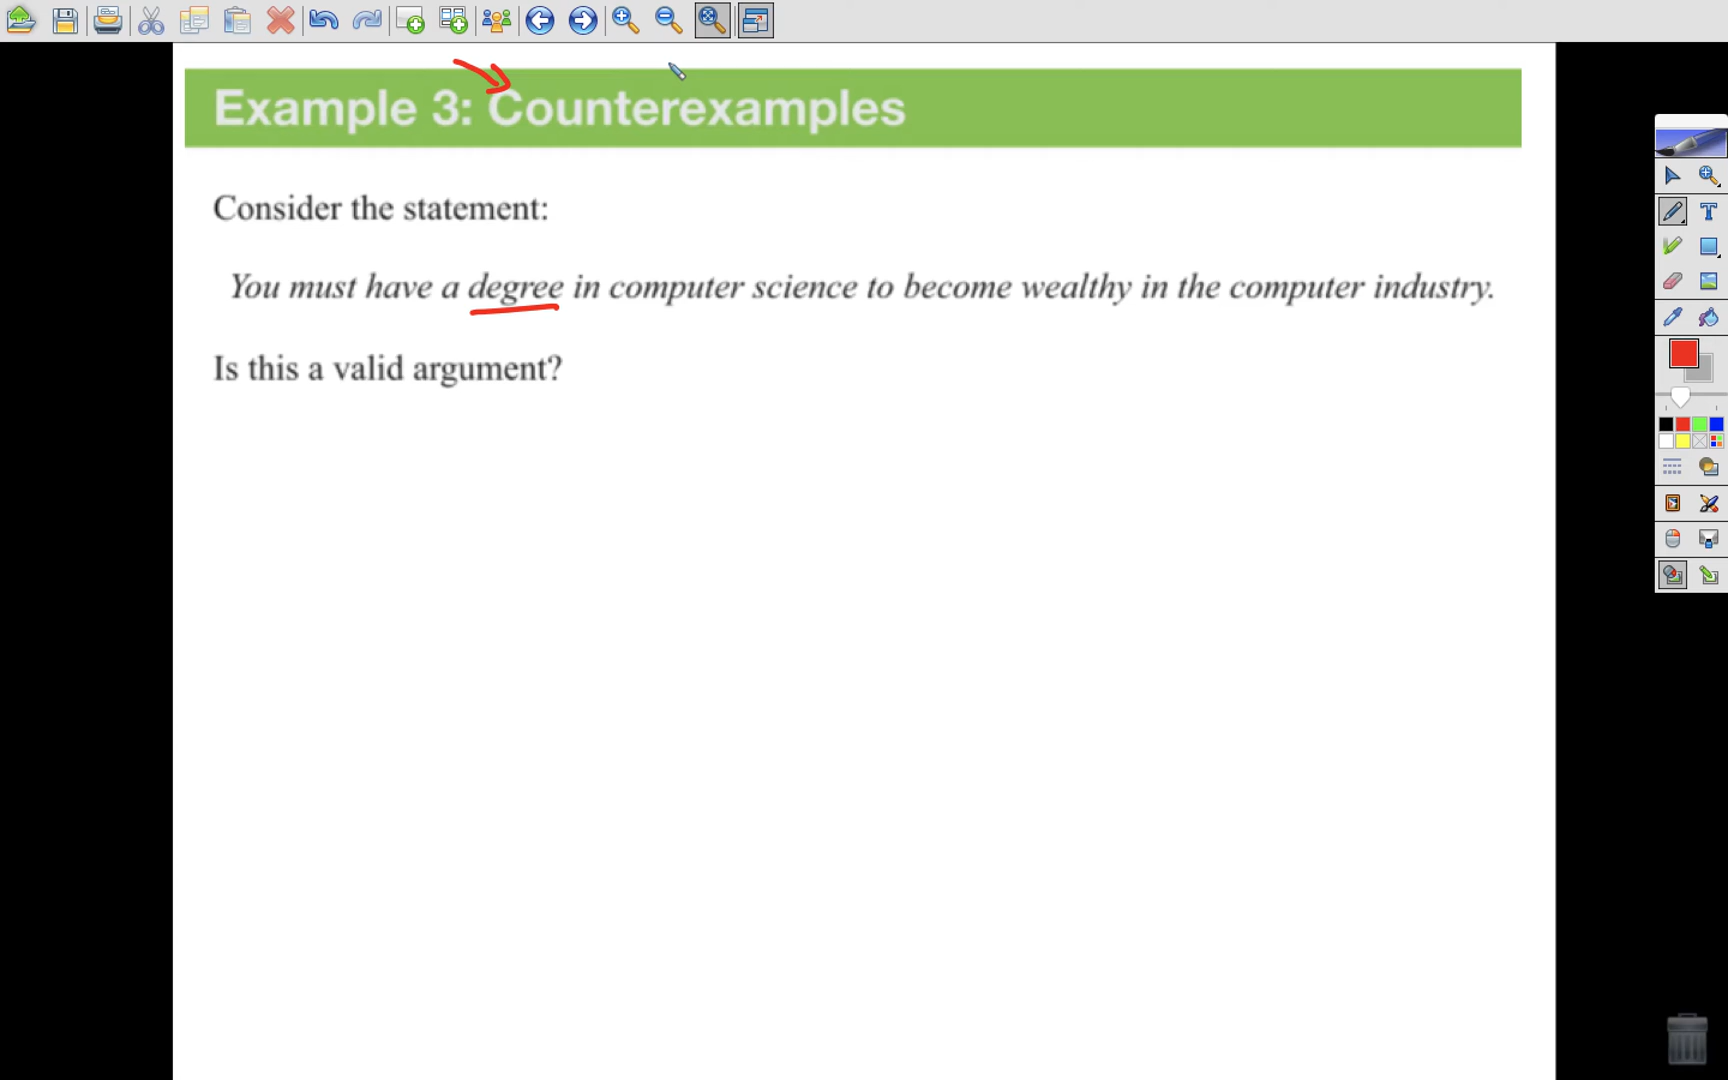 Example 3: Counterexamples
Consider the statement:
You must have a degree in computer science to become wealthy in the computer industry.
Is this a valid argument?
T